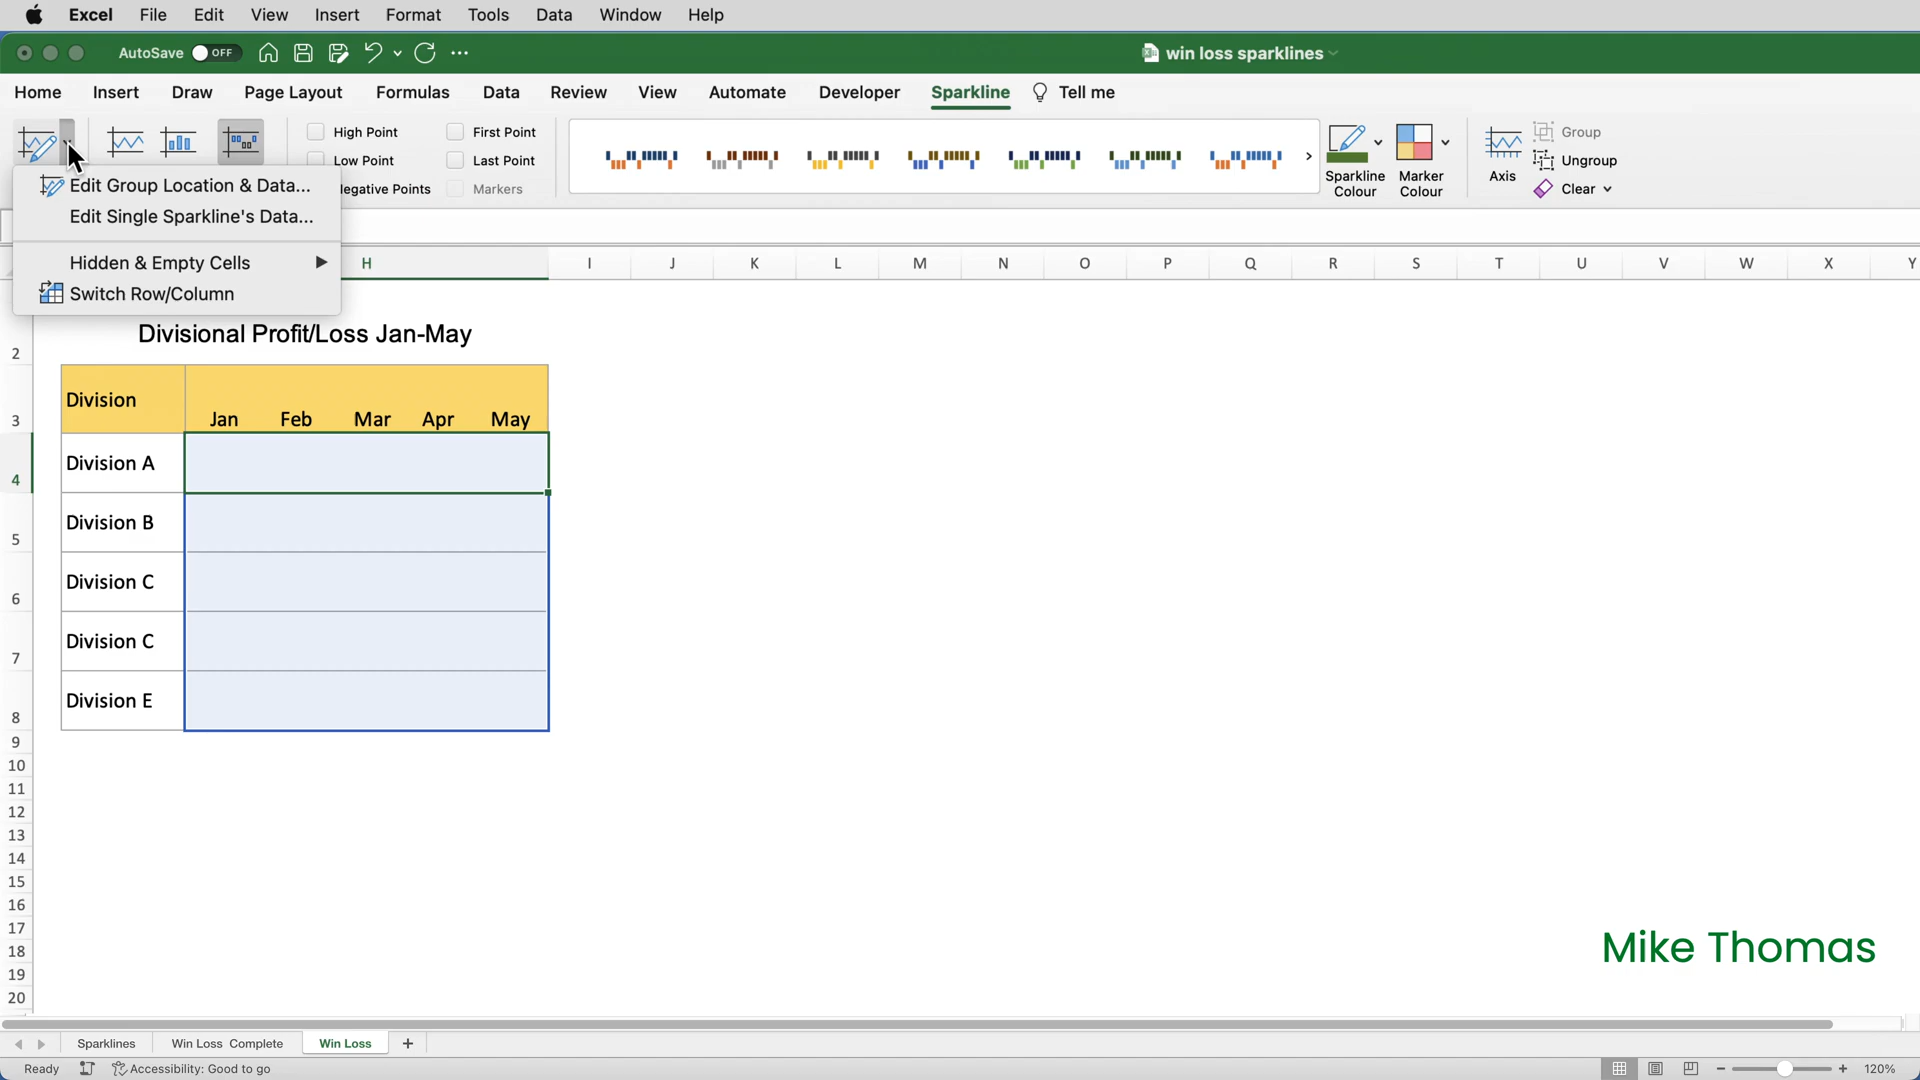 Excel File Edit View Insert Format Tools Data Window Help
AutoSave OFF win loss sparklines
Home Insert Draw Page Layout Formulas Data Review View Automate Developer Sparkline Tell me
High Point First Point
Low Point Last Point
egative Points Markers
Sparkline Colour
Marker Colour
Axis
Group
Ungroup
Clear
Edit Group Location & Data...
Edit Single Sparkline's Data...
Hidden & Empty Cells
Switch Row/Column
H I J K L M N O P Q R S T U V W X Y
Divisional Profit/Loss Jan-May
2
Division
Jan Feb Mar Apr May
3
Division A
4
Division B
5
Division C
6
Division C
7
Division E
8
9
10
11
12
13
14
15
16
17
18
19
20
Mike Thomas
Sparklines Win Loss Complete Win Loss +
Ready Accessibility: Good to go 120%